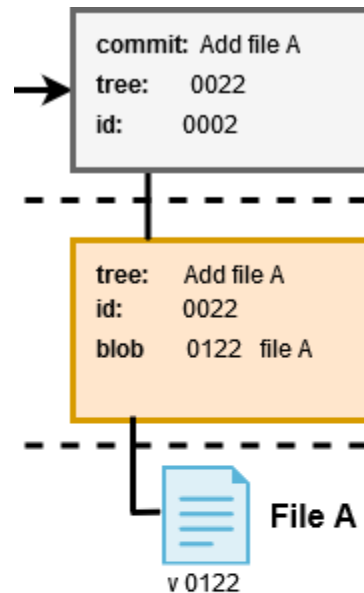 commit: Add file A
tree: 0022
id: 0002
tree: Add file A
id: 0022
blob 0122 file A
File A
v 0122